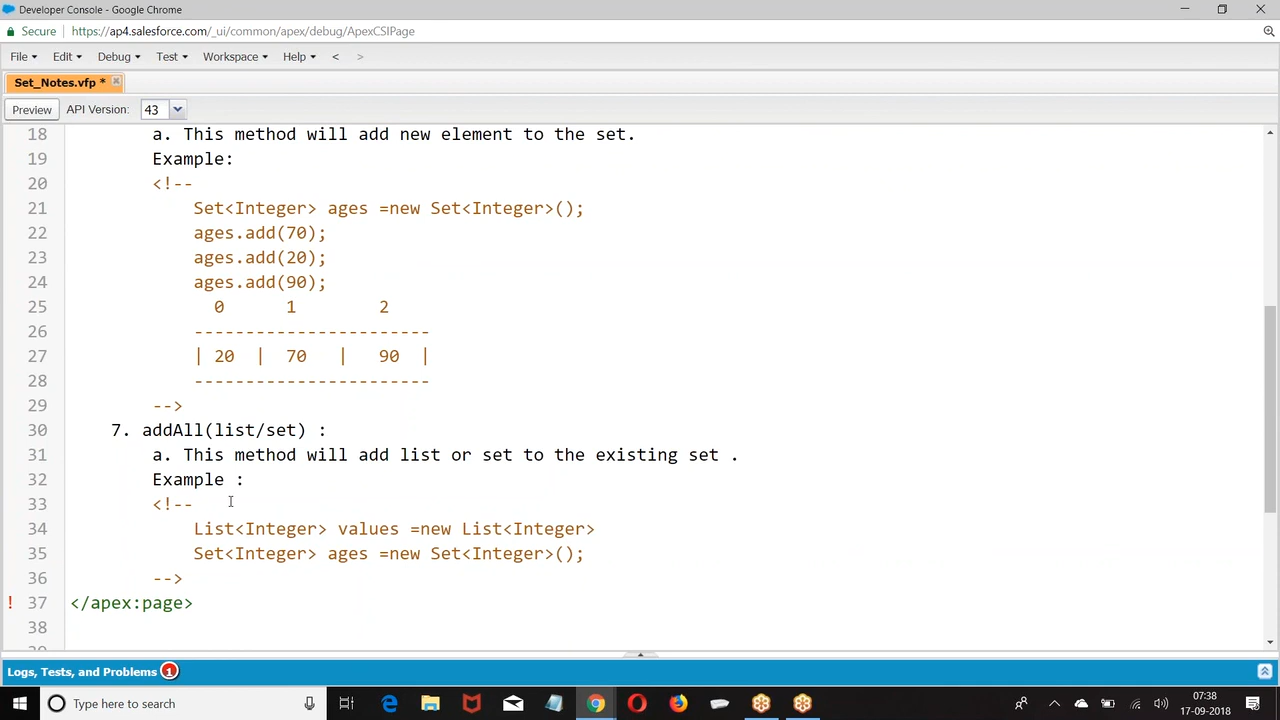 Developer Console - Google Chrome
Secure https://ap4.salesforce.com/_ui/common/apex/debug/ApexCSIPage
File Edit Debug Test Workspace Help < >
Set_Notes.vfp *
Preview API Version: 43
18 a. This method will add new element to the set.
19 Example:
20 <!--
21 Set<Integer> ages =new Set<Integer>();
22 ages.add(70);
23 ages.add(20);
24 ages.add(90);
25 0 1 2
26 -----------------------
27 | 20 | 70 | 90 |
28 -----------------------
29 -->
30 7. addAll(list/set) :
31 a. This method will add list or set to the existing set .
32 Example :
33 <!--
34 List<Integer> values =new List<Integer>
35 Set<Integer> ages =new Set<Integer>();
36 -->
! 37 </apex:page>
38
Logs, Tests, and Problems 1
Type here to search
07:38
17-09-2018